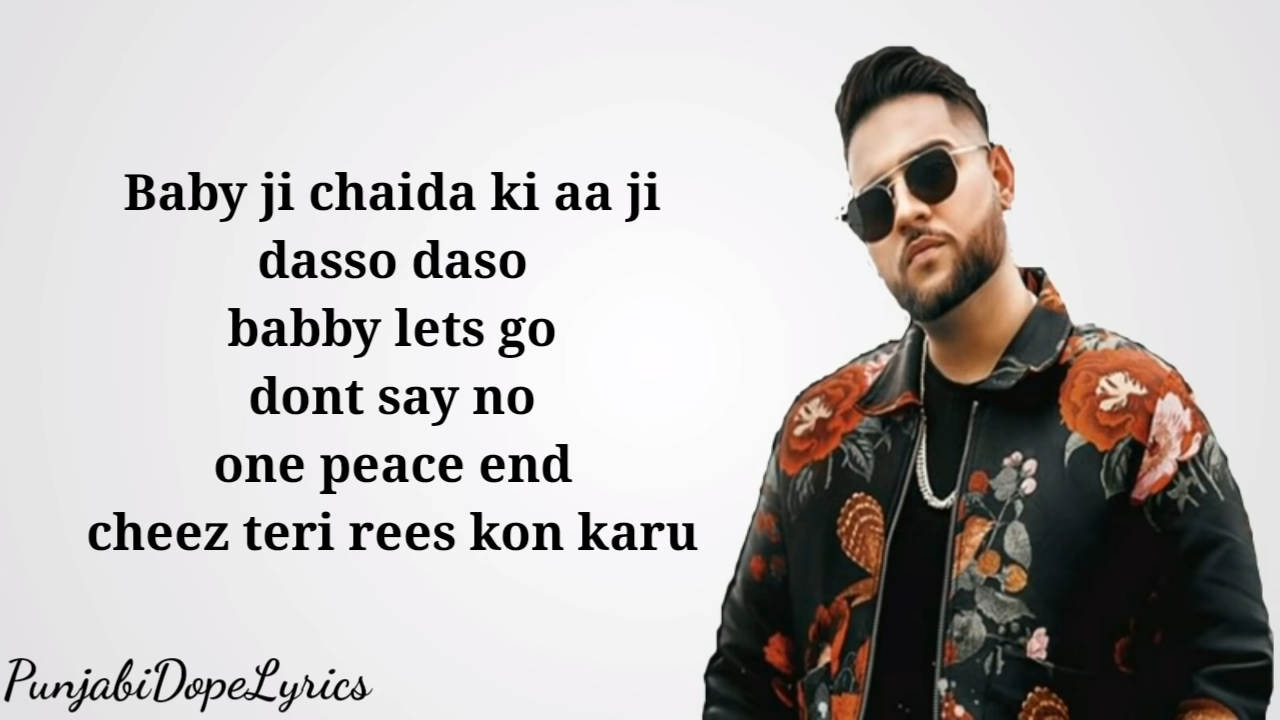 Baby ji chaida ki aa ji
dasso daso
babby lets go
dont say no
one peace end
cheez teri rees kon karu
PunjabiDopeLyrics